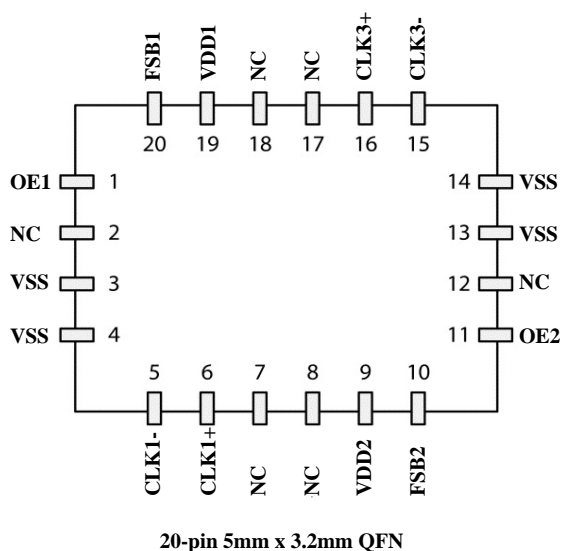 FSB1 VDD1 NC NC CLK3+ CLK3-
20 19 18 17 16 15
OE1 1 14 VSS
NC 2 13 VSS
VSS 3 12 NC
VSS 4 11 OE2
5 6 7 8 9 10
CLK1- CLK1+ NC NC VDD2 FSB2
20-pin 5mm x 3.2mm QFN